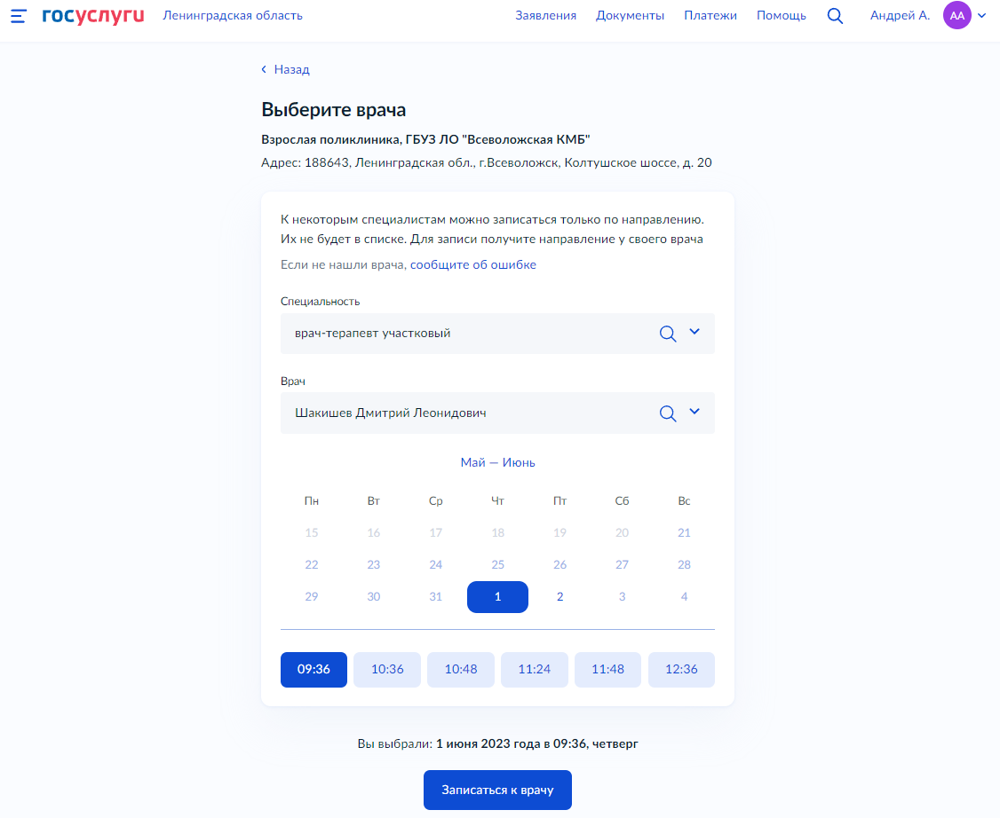 госуслуги Ленинградская область Заявления Документы Платежи Помощь Андрей А. АА
Назад
Выберите врача
Взрослая поликлиника, ГБУЗ ЛО "Всеволожская КМБ"
Адрес: 188643, Ленинградская обл., г.Всеволожск, Колтушское шоссе, д. 20
К некоторым специалистам можно записаться только по направлению.
Их не будет в списке. Для записи получите направление у своего врача
Если не нашли врача, сообщите об ошибке
Специальность
врач-терапевт участковый
Врач
Шакишев Дмитрий Леонидович
Май — Июнь
Пн Вт Ср Чт Пт Сб Вс
15 16 17 18 19 20 21
22 23 24 25 26 27 28
29 30 31 1 2 3 4
09:36 10:36 10:48 11:24 11:48 12:36
Вы выбрали: 1 июня 2023 года в 09:36, четверг
Записаться к врачу